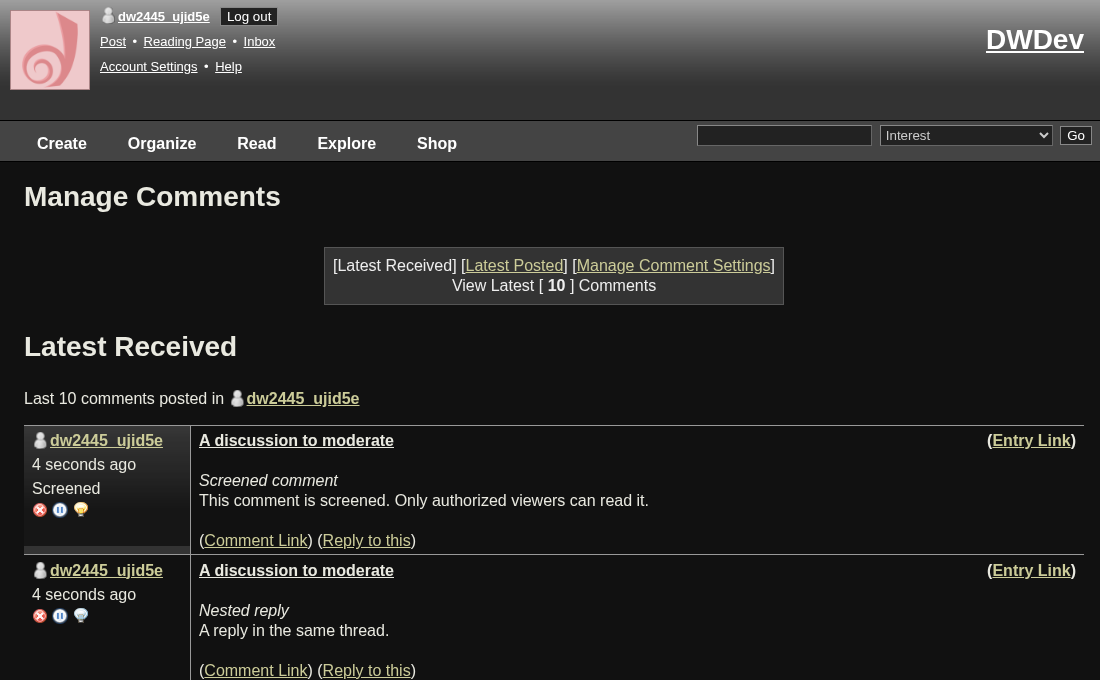 dw2445_ujid5e Log out
Post • Reading Page • Inbox
Account Settings • Help
DWDev
Create Organize Read Explore Shop
Interest Go
Manage Comments
[Latest Received] [Latest Posted] [Manage Comment Settings]
View Latest [ 10 ] Comments
Latest Received
Last 10 comments posted in dw2445_ujid5e
dw2445_ujid5e
4 seconds ago
Screened
A discussion to moderate (Entry Link)
Screened comment
This comment is screened. Only authorized viewers can read it.
(Comment Link) (Reply to this)
dw2445_ujid5e
4 seconds ago
A discussion to moderate (Entry Link)
Nested reply
A reply in the same thread.
(Comment Link) (Reply to this)